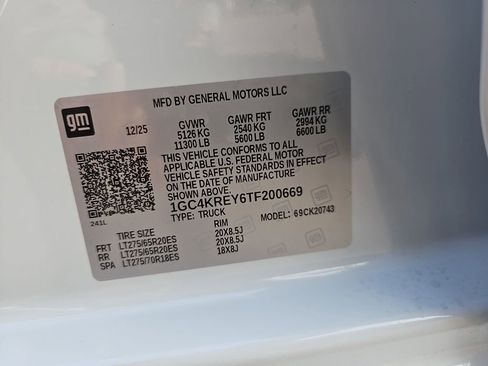 MFD BY GENERAL MOTORS LLC
gm
12/25 GVWR GAWR FRT GAWR RR
5126 KG 2540 KG 2994 KG
11300 LB 5600 LB 6600 LB
THIS VEHICLE CONFORMS TO ALL
APPLICABLE U.S. FEDERAL MOTOR
VEHICLE SAFETY STANDARDS IN EFFECT
ON THE DATE OF MANUFACTURE
SHOWN ABOVE.
1GC4KREY6TF200669
TYPE: TRUCK MODEL: 69CK20743
241L
TIRE SIZE RIM
FRT LT275/65R20ES 20X8.5J
RR LT275/65R20ES 20X8.5J
SPA LT275/70R18ES 18X8J